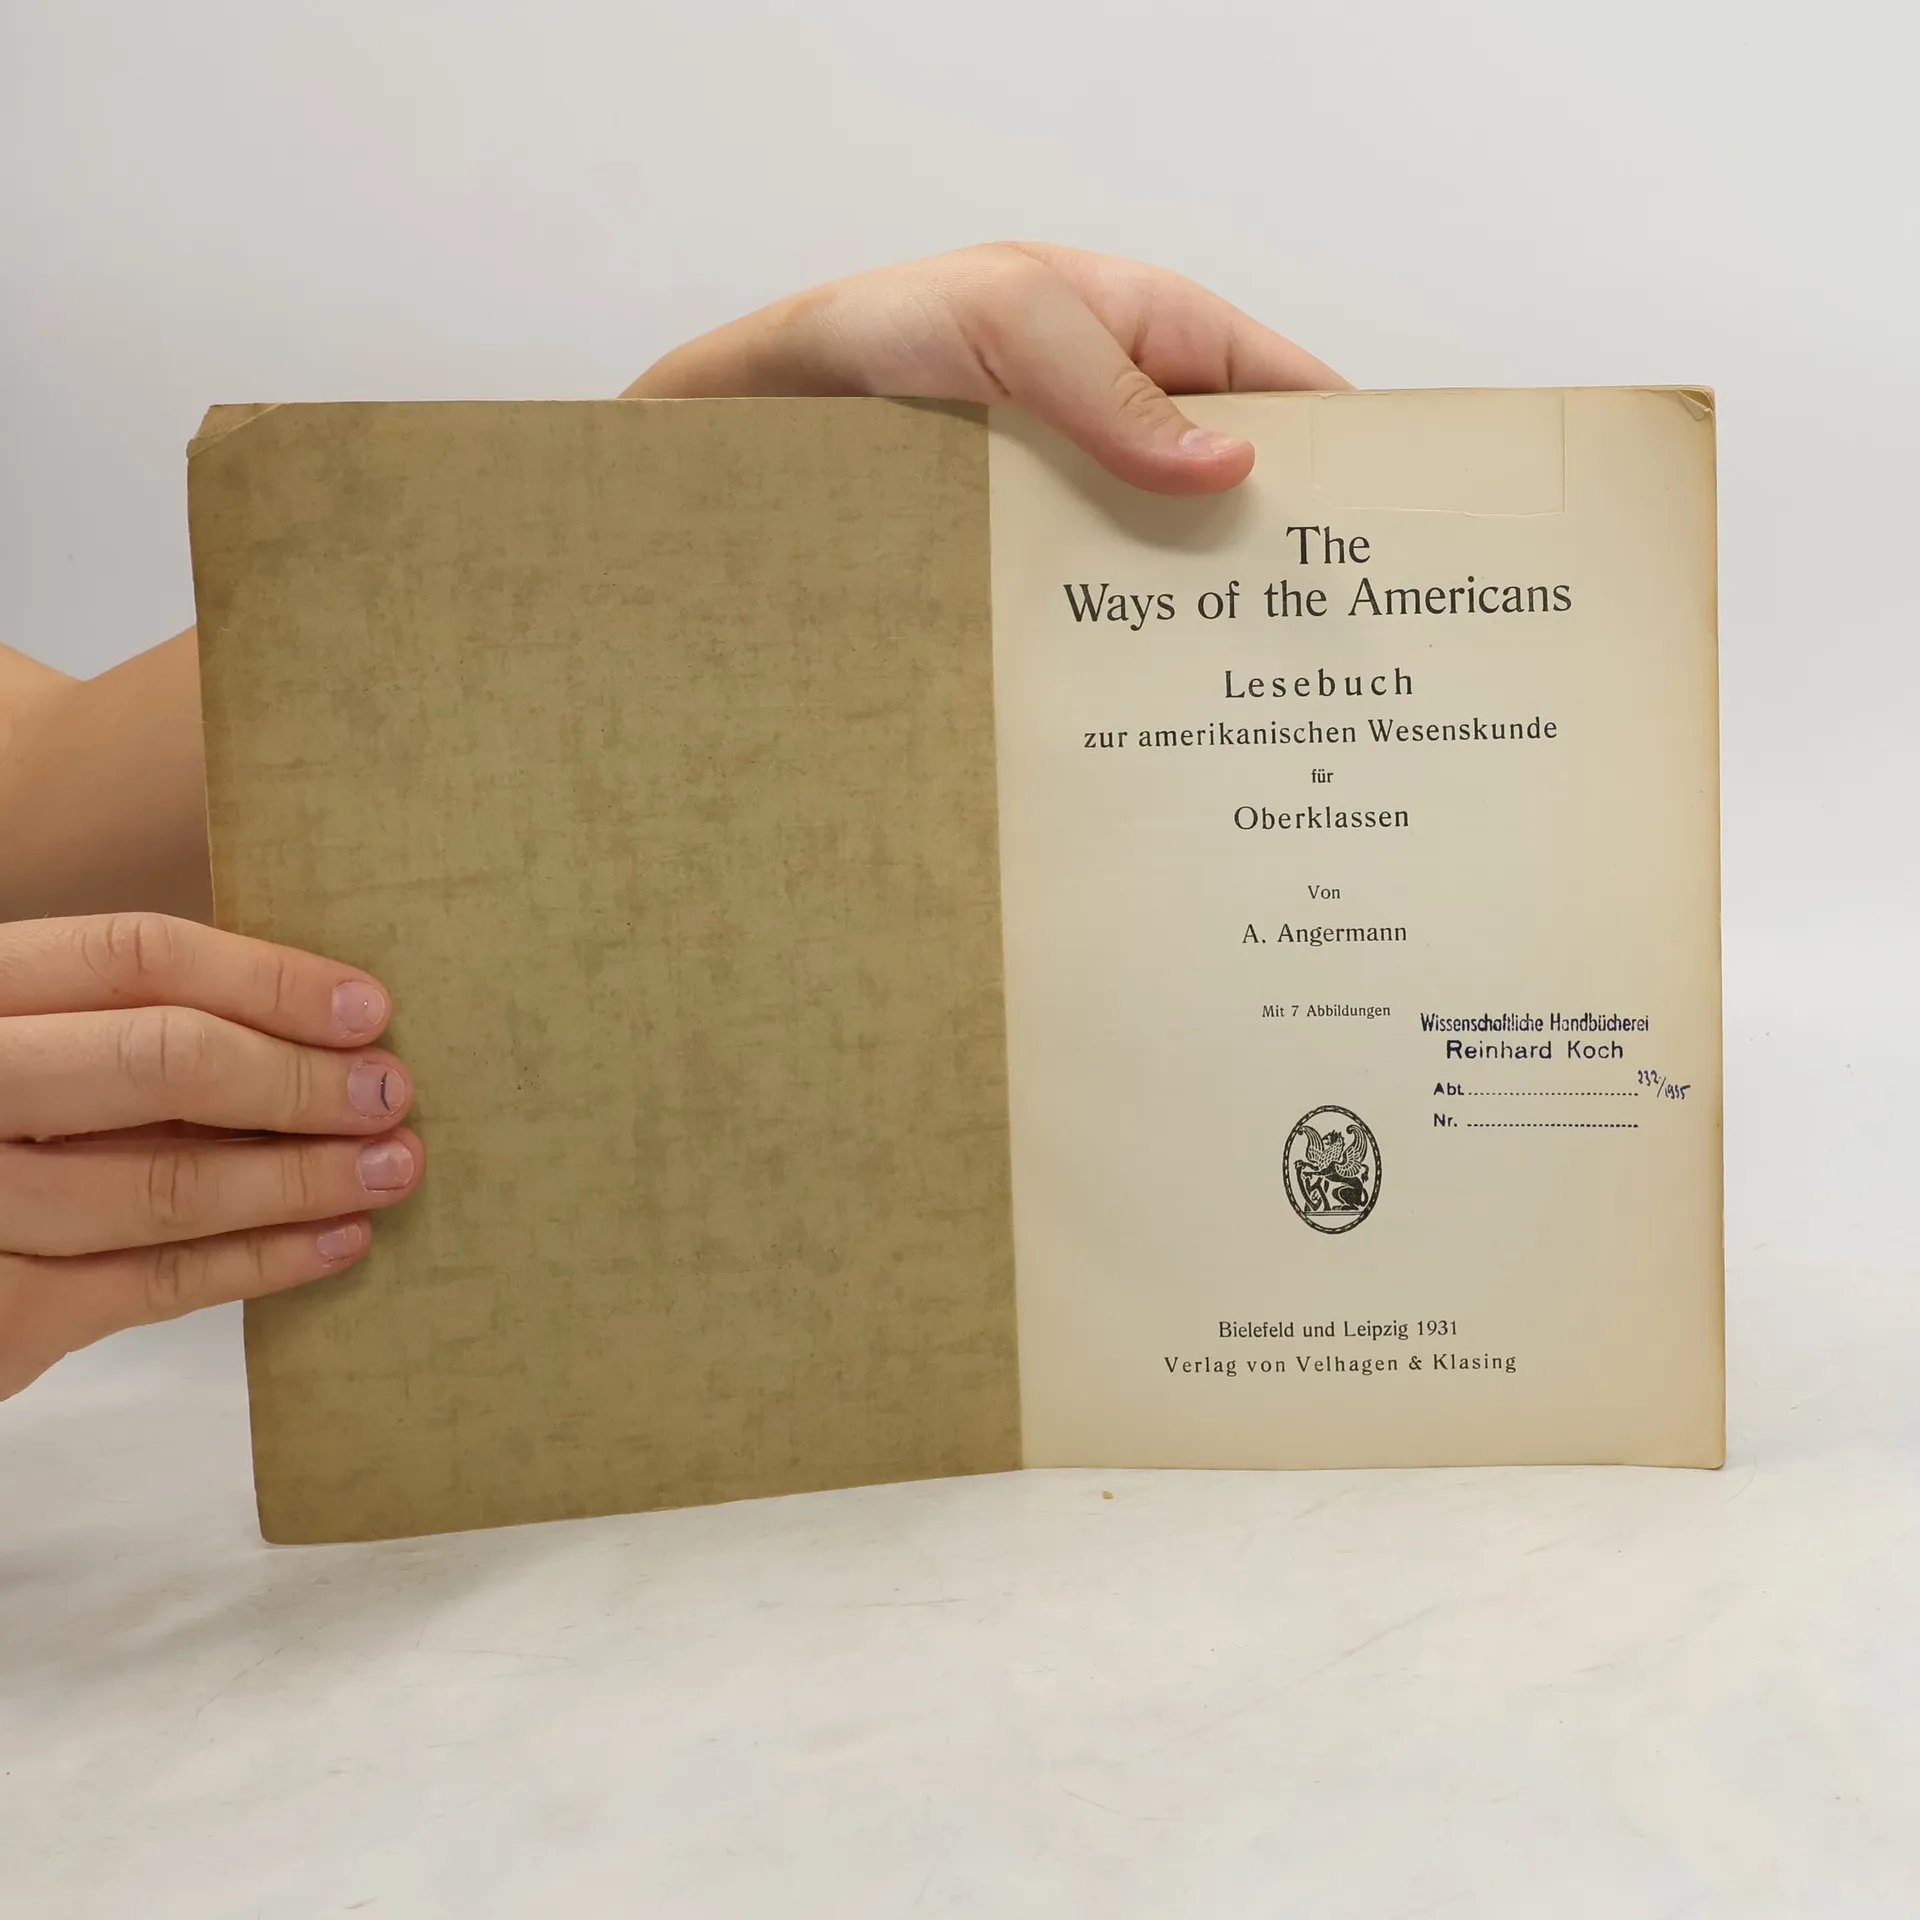 The
Ways of the Americans
Lesebuch
zur amerikanischen Wesenskunde
für
Oberklassen
Von
A. Angermann
Mit 7 Abbildungen
Wissenschaftliche Handbücherei
Reinhard Koch
Abt. 232/1955
Nr.
Bielefeld und Leipzig 1931
Verlag von Velhagen & Klasing